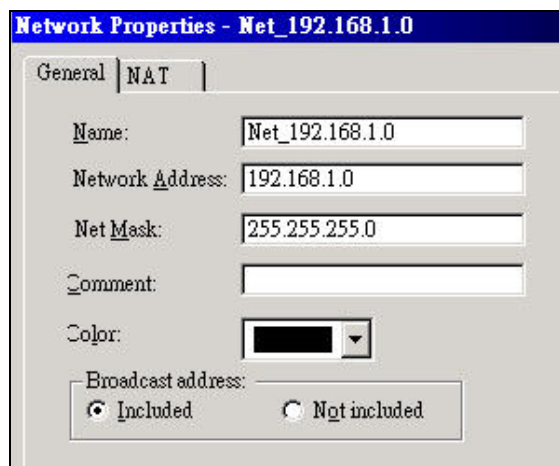 Network Properties - Net_192.168.1.0
General NAT
Name: Net_192.168.1.0
Network Address: 192.168.1.0
Net Mask: 255.255.255.0
Comment:
Color:
Broadcast address:
Included Not included